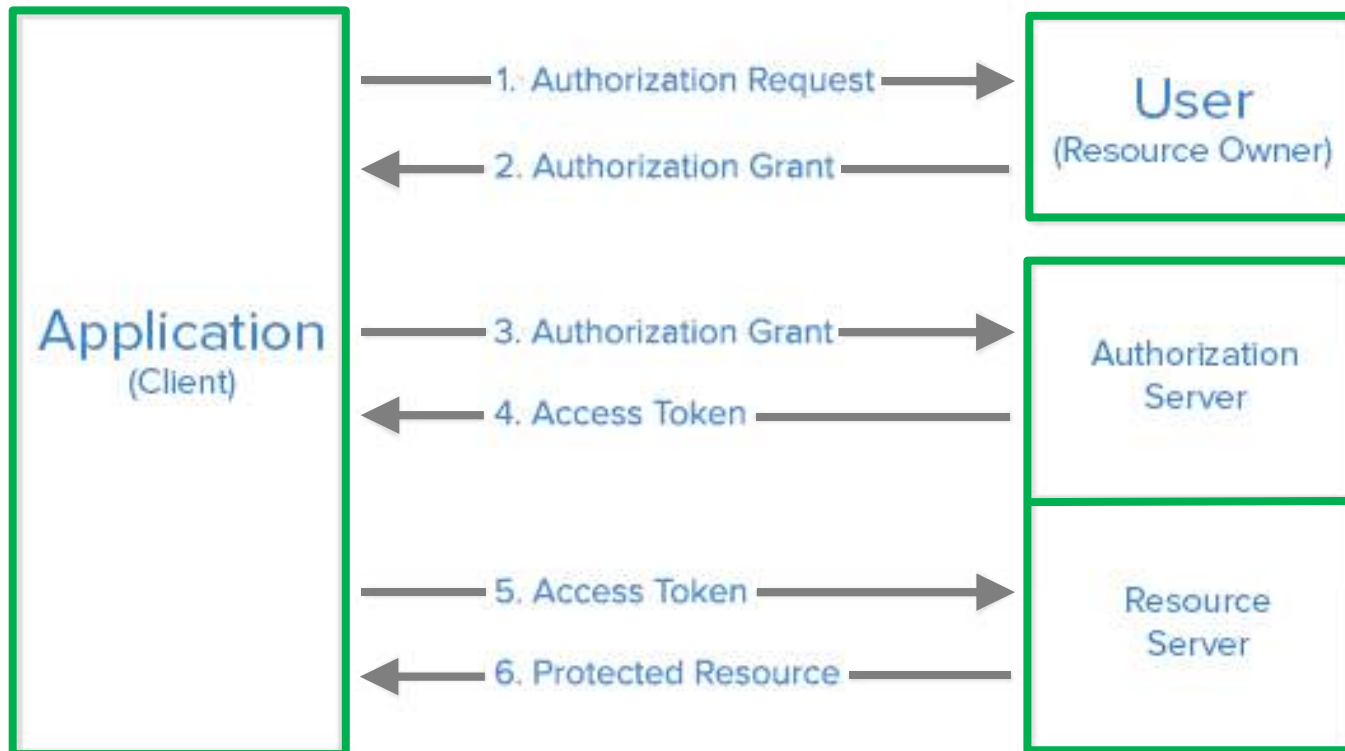 1. Authorization Request
User
(Resource Owner)
2. Authorization Grant
Application
(Client)
3. Authorization Grant
Authorization
Server
4. Access Token
5. Access Token
Resource
Server
6. Protected Resource